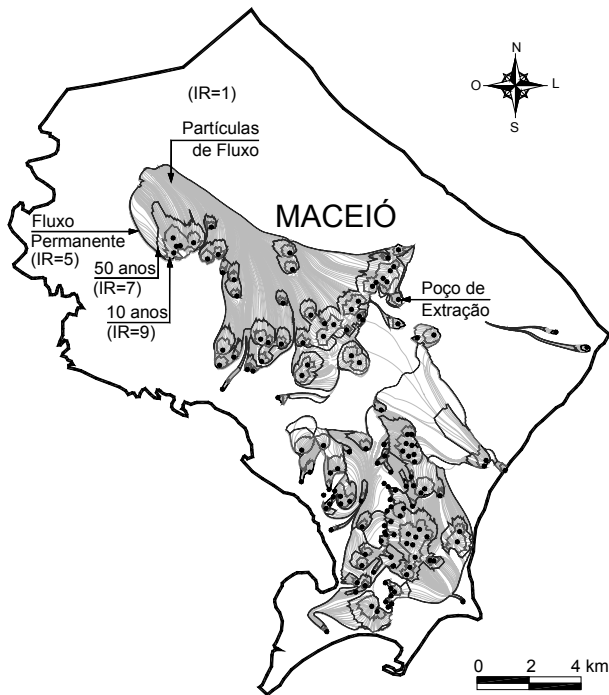 N
O
L
S
(IR=1)
Partículas
de Fluxo
MACEIÓ
Fluxo
Permanente
(IR=5)
50 anos
(IR=7)
10 anos
(IR=9)
Poço de
Extração
0 2 4 km